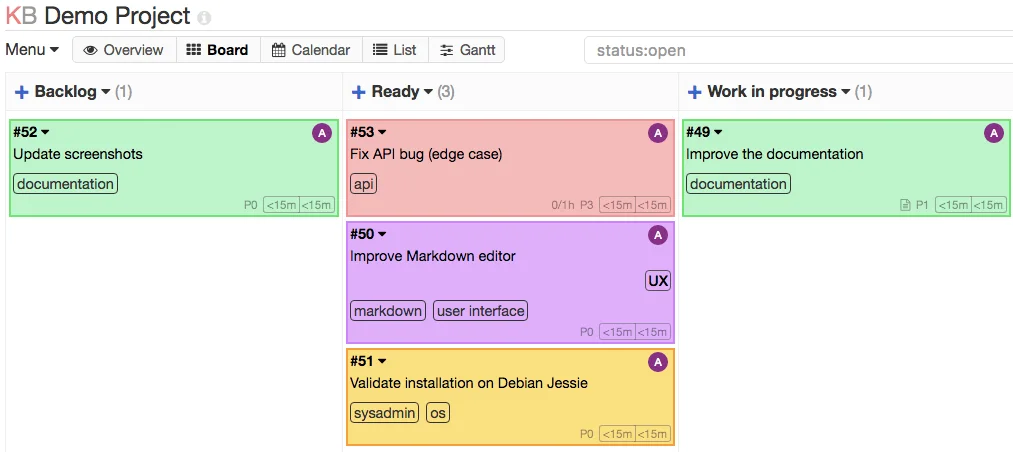 KB Demo Project
Menu Overview Board Calendar List Gantt status:open
Backlog (1)
#52 A
Update screenshots
documentation
P0 <15m <15m
Ready (3)
#53 A
Fix API bug (edge case)
api
0/1h P3 <15m <15m
#50 A
Improve Markdown editor
UX
markdown user interface
P0 <15m <15m
#51 A
Validate installation on Debian Jessie
sysadmin os
P0 <15m <15m
Work in progress (1)
#49 A
Improve the documentation
documentation
P1 <15m <15m